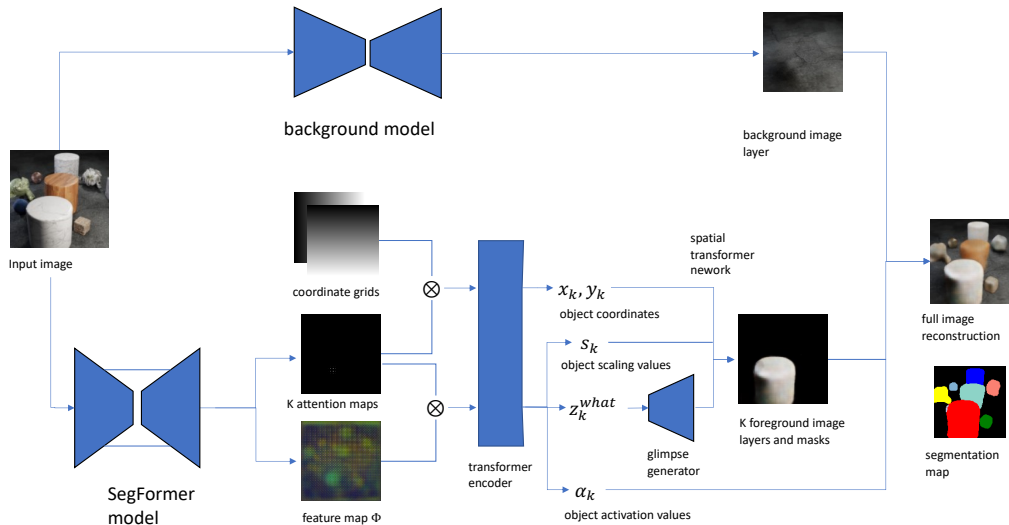 background model
background image
layer
Input image
coordinate grids
⊗
spatial
transformer
nework
x_k, y_k
object coordinates
full image
reconstruction
s_k
object scaling values
K attention maps
⊗
z_k^{what}
K foreground image
layers and masks
segmentation
map
glimpse
generator
transformer
encoder
SegFormer
model
feature map Φ
α_k
object activation values